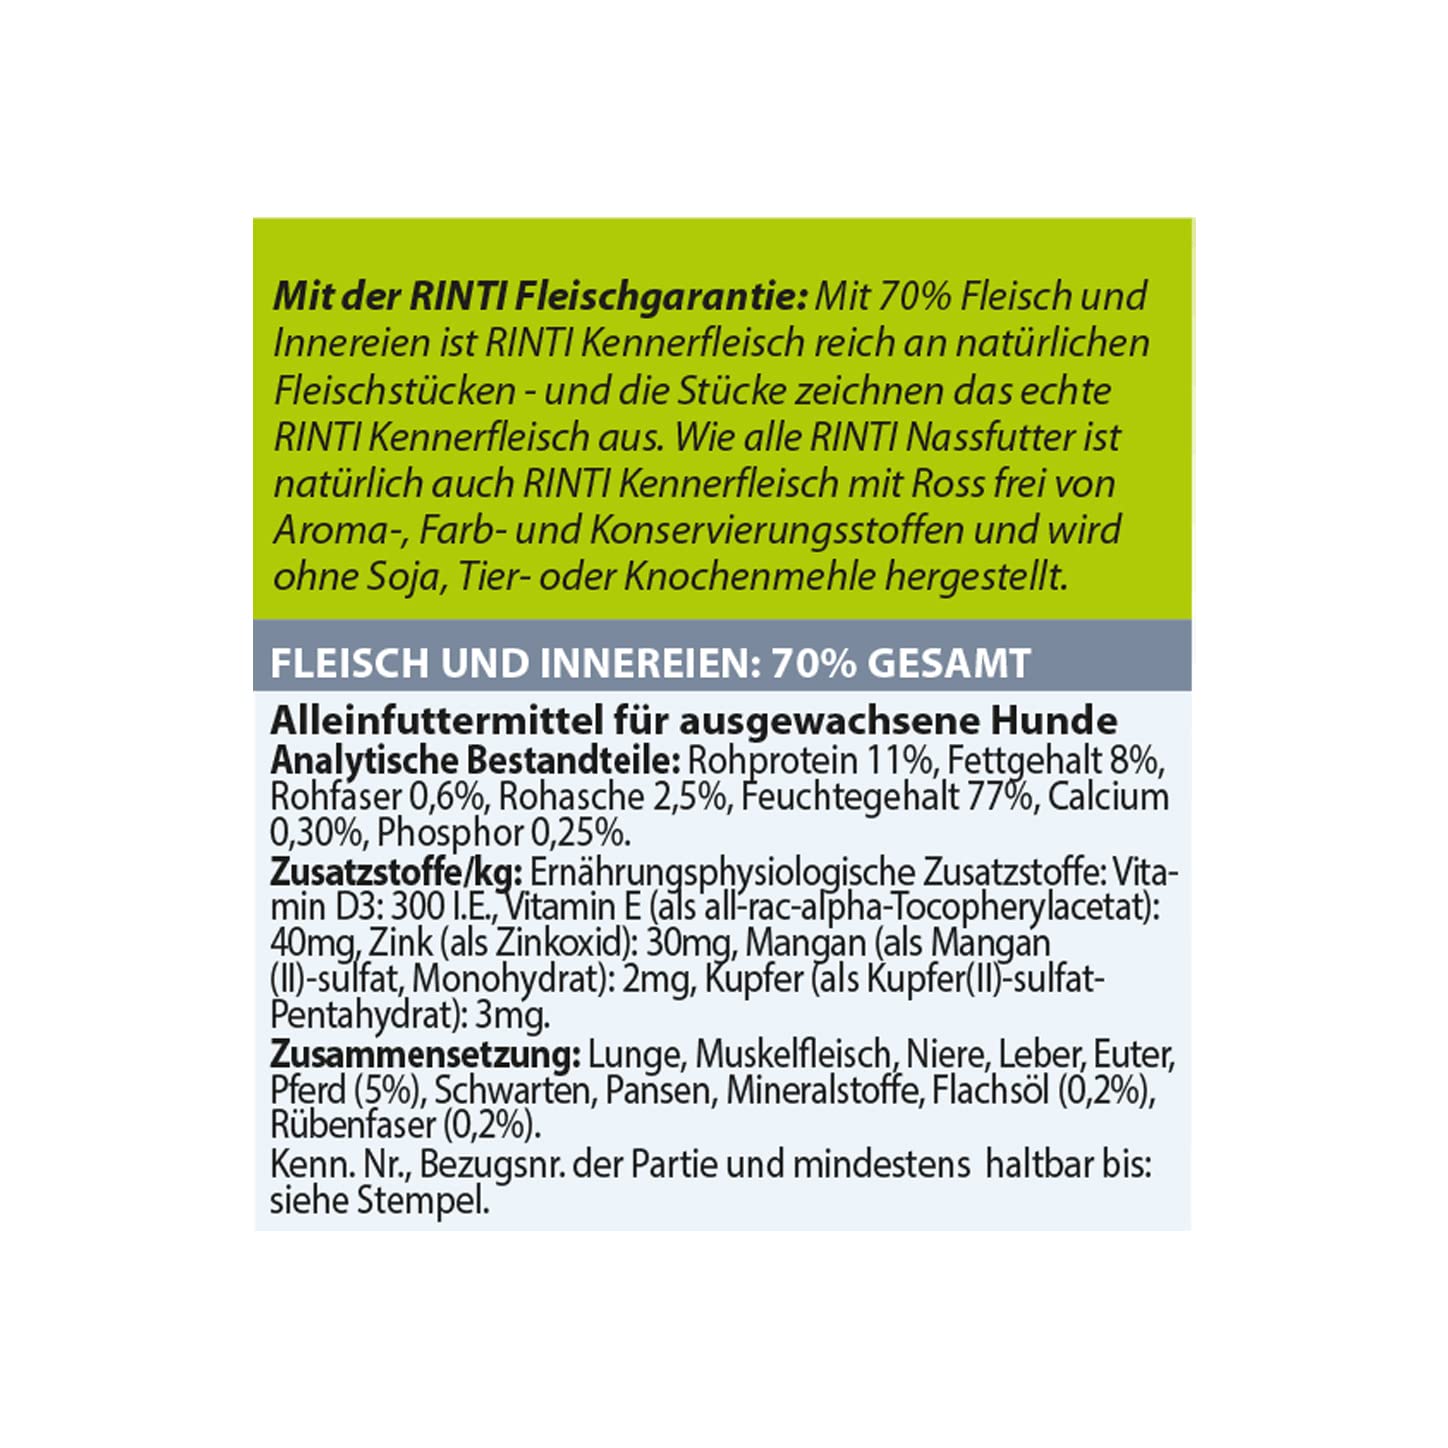 Mit der RINTI Fleischgarantie: Mit 70% Fleisch und
Innereien ist RINTI Kennerfleisch reich an natürlichen
Fleischstücken - und die Stücke zeichnen das echte
RINTI Kennerfleisch aus. Wie alle RINTI Nassfutter ist
natürlich auch RINTI Kennerfleisch mit Ross frei von
Aroma-, Farb- und Konservierungsstoffen und wird
ohne Soja, Tier- oder Knochenmehle hergestellt.
FLEISCH UND INNEREIEN: 70% GESAMT
Alleinfuttermittel für ausgewachsene Hunde
Analytische Bestandteile: Rohprotein 11%, Fettgehalt 8%,
Rohfaser 0,6%, Rohasche 2,5%, Feuchtegehalt 77%, Calcium
0,30%, Phosphor 0,25%.
Zusatzstoffe/kg: Ernährungsphysiologische Zusatzstoffe: Vita-
min D3: 300 I.E., Vitamin E (als all-rac-alpha-Tocopherylacetat):
40mg, Zink (als Zinkoxid): 30mg, Mangan (als Mangan
(II)-sulfat, Monohydrat): 2mg, Kupfer (als Kupfer(II)-sulfat-
Pentahydrat): 3mg.
Zusammensetzung: Lunge, Muskelfleisch, Niere, Leber, Euter,
Pferd (5%), Schwarten, Pansen, Mineralstoffe, Flachsöl (0,2%),
Rübenfaser (0,2%).
Kenn. Nr., Bezugsnr. der Partie und mindestens haltbar bis:
siehe Stempel.